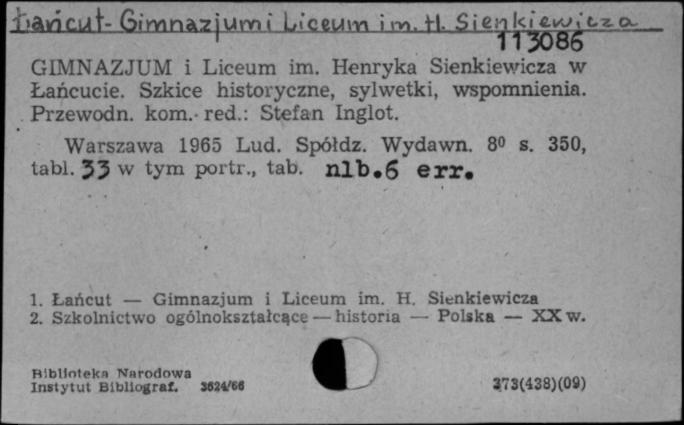 Łańcut - Gimnazjum i Liceum im. H. Sienkiewicza
113086
GIMNAZJUM i Liceum im. Henryka Sienkiewicza w
Łańcucie. Szkice historyczne, sylwetki, wspomnienia.
Przewodn. kom. red.: Stefan Inglot.
Warszawa 1965 Lud. Spółdz. Wydawn. 8⁰ s. 350,
tabl. 33 w tym portr., tab. nlb.6 err.
1. Łańcut — Gimnazjum i Liceum im. H. Sienkiewicza
2. Szkolnictwo ogólnokształcące — historia — Polska — XX w.
Biblioteka Narodowa
Instytut Bibliograf. 3624/66
373(438)(09)